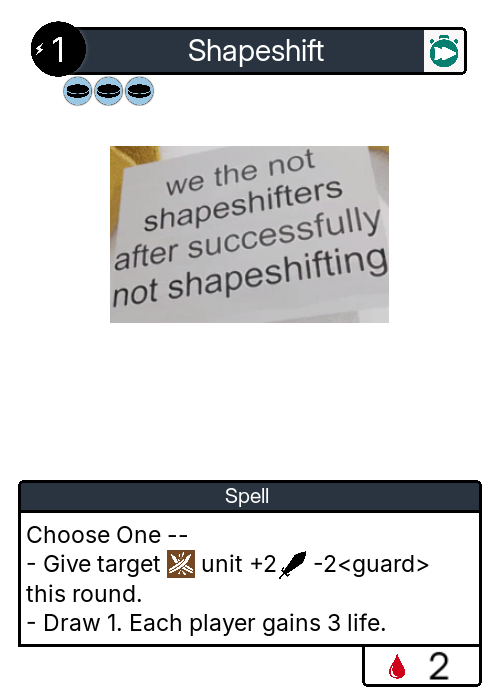 1
Shapeshift
we the not
shapeshifters
after successfully
not shapeshifting
Spell
Choose One --
- Give target unit +2 -2<guard>
this round.
- Draw 1. Each player gains 3 life.
2